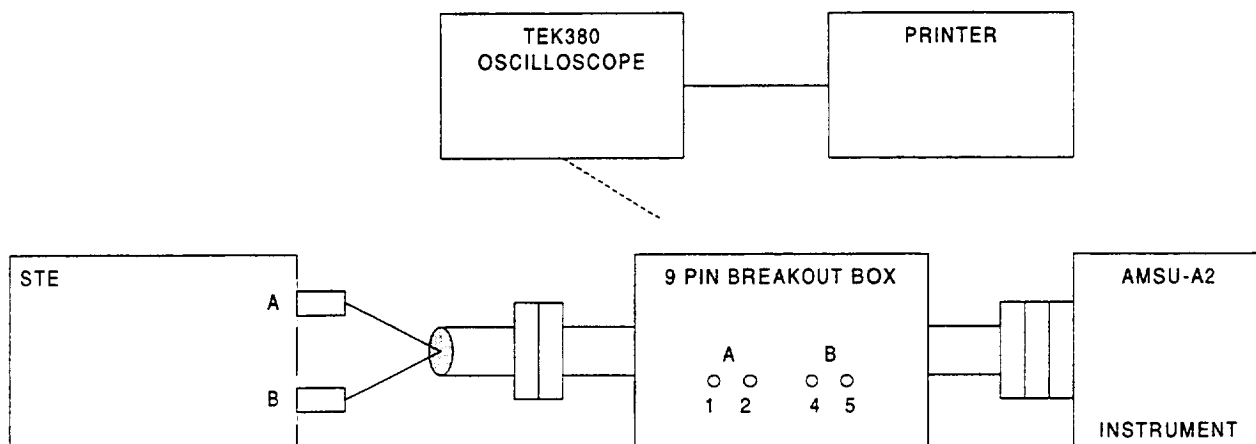 TEK380
OSCILLOSCOPE
PRINTER
STE
A
B
9 PIN BREAKOUT BOX
A B
1 2 4 5
AMSU-A2
INSTRUMENT